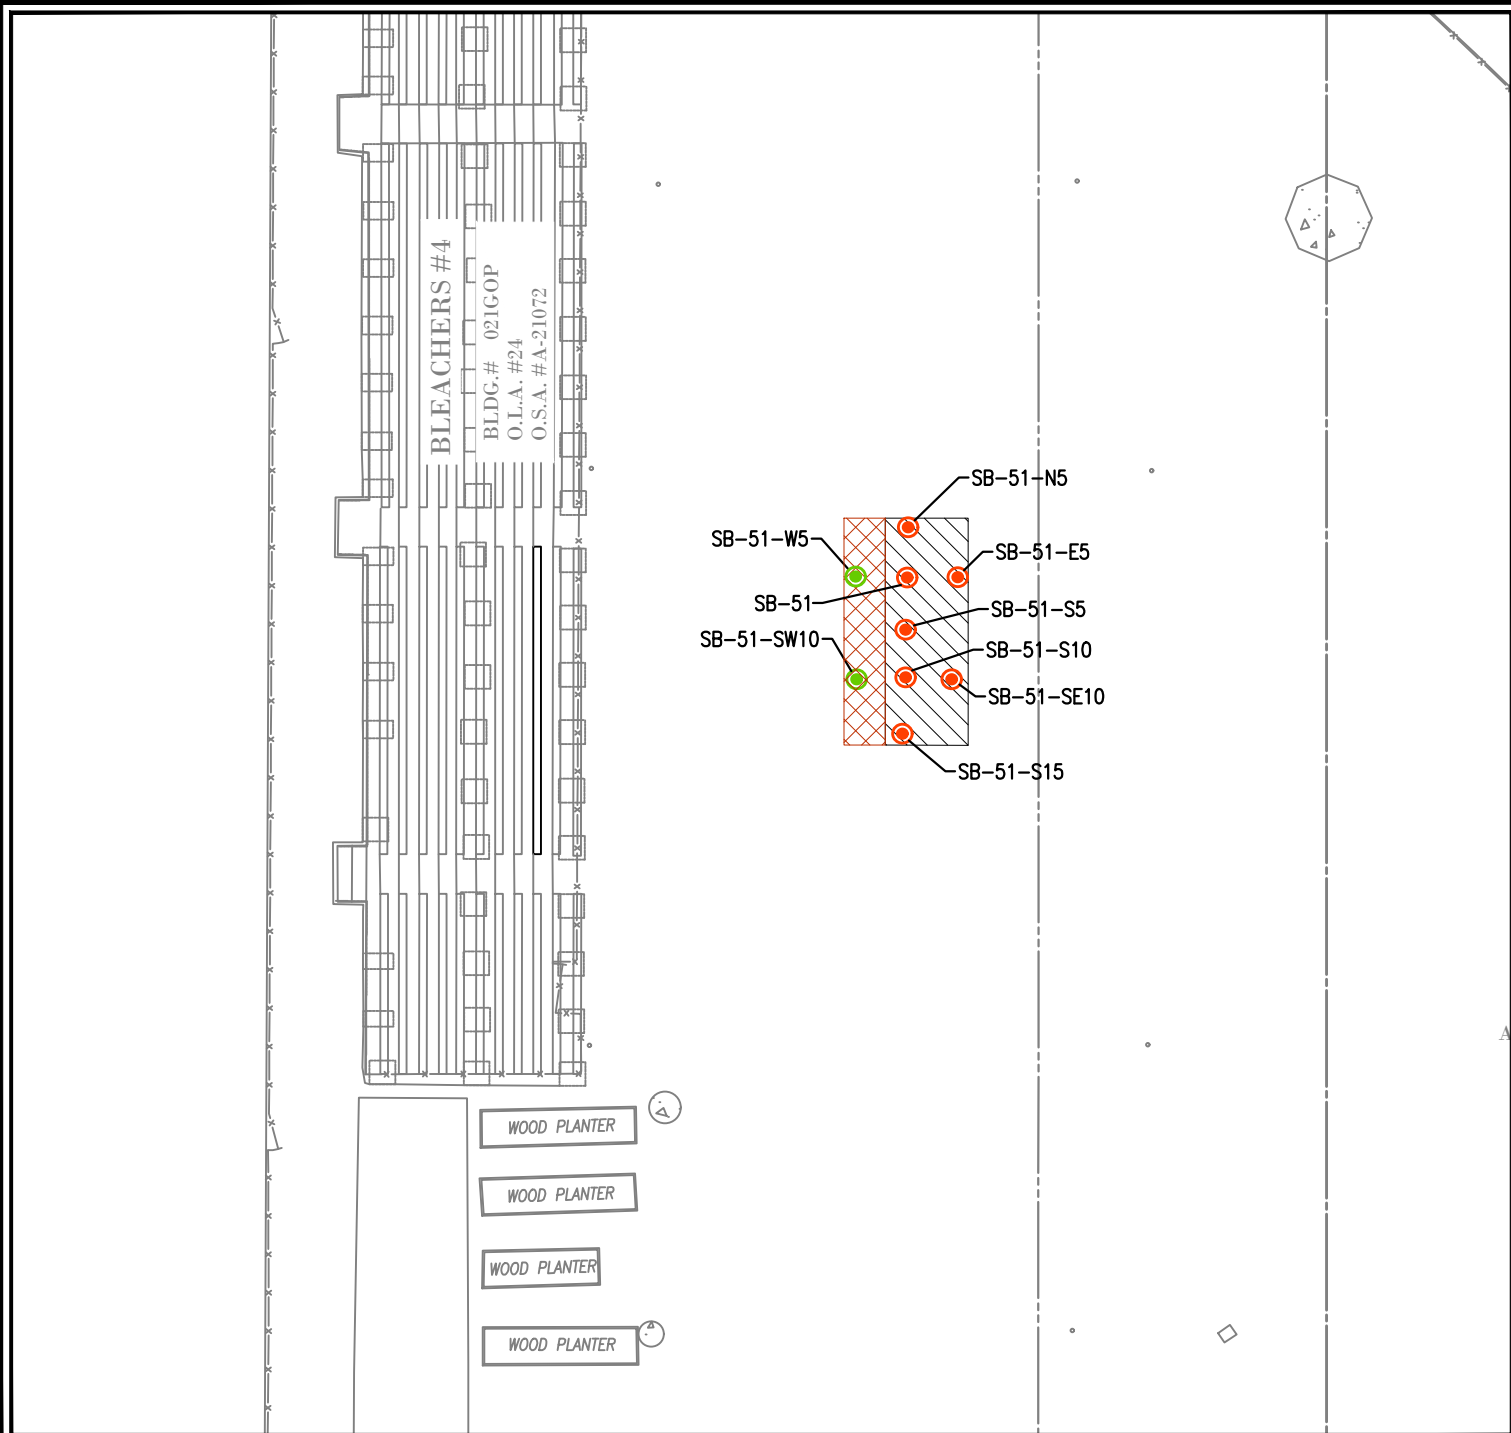 BLEACHERS #4
BLDG.# 021GOP
O.L.A. #24
O.S.A. #A-21072
SB-51-N5
SB-51-W5
SB-51-E5
SB-51
SB-51-S5
SB-51-SW10
SB-51-S10
SB-51-SE10
SB-51-S15
A
WOOD PLANTER
WOOD PLANTER
WOOD PLANTER
WOOD PLANTER